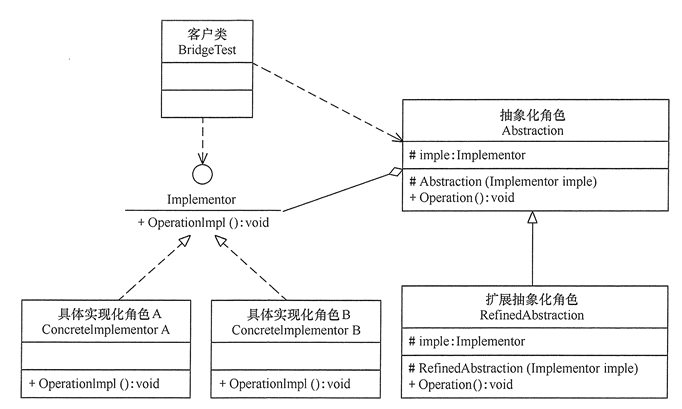 客户类
BridgeTest
抽象化角色
Abstraction
# imple:Implementor
# Abstraction (Implementor imple)
+ Operation():void
Implementor
+ OperationImpl():void
具体实现化角色A
ConcreteImplementor A
+ OperationImpl():void
具体实现化角色B
ConcreteImplementor B
+ OperationImpl():void
扩展抽象化角色
RefinedAbstraction
# imple:Implementor
# RefinedAbstraction (Implementor imple)
+ Operation():void